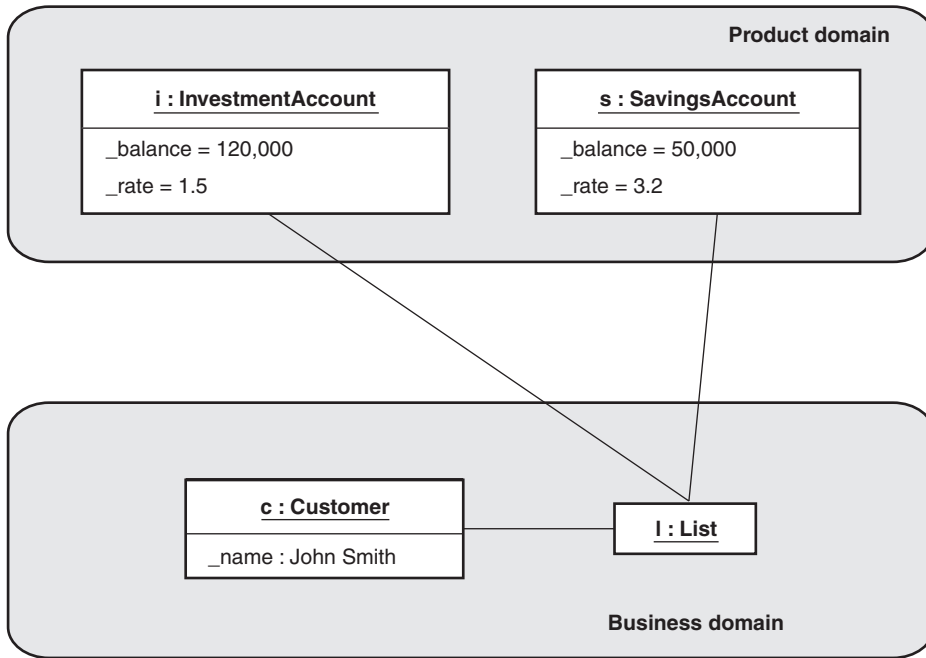 Product domain
i : InvestmentAccount
_balance = 120,000
_rate = 1.5
s : SavingsAccount
_balance = 50,000
_rate = 3.2
c : Customer
_name : John Smith
l : List
Business domain